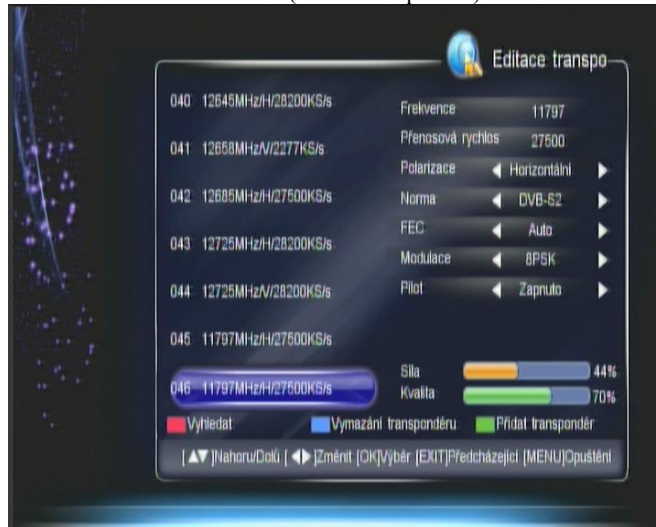 Editace transpo
040 12645MHz/H/28200KS/s
041 12658MHz/V/2277KS/s
042 12685MHz/H/27500KS/s
043 12725MHz/H/28200KS/s
044 12725MHz/V/28200KS/s
045 11797MHz/H/27500KS/s
046 11797MHz/H/27500KS/s
Frekvence 11797
Přenosová rychlos 27500
Polarizace ◀ Horizontální ▶
Norma ◀ DVB-S2 ▶
FEC ◀ Auto ▶
Modulace ◀ 8PSK ▶
Pilot ◀ Zapnuto ▶
Síla 44%
Kvalita 70%
Vyhledat Vymazání transpondéru Přidat transpondér
[▲▼]Nahoru/Dolů [◀▶]Změnit [OK]Výběr [EXIT]Předcházející [MENU]Opuštění